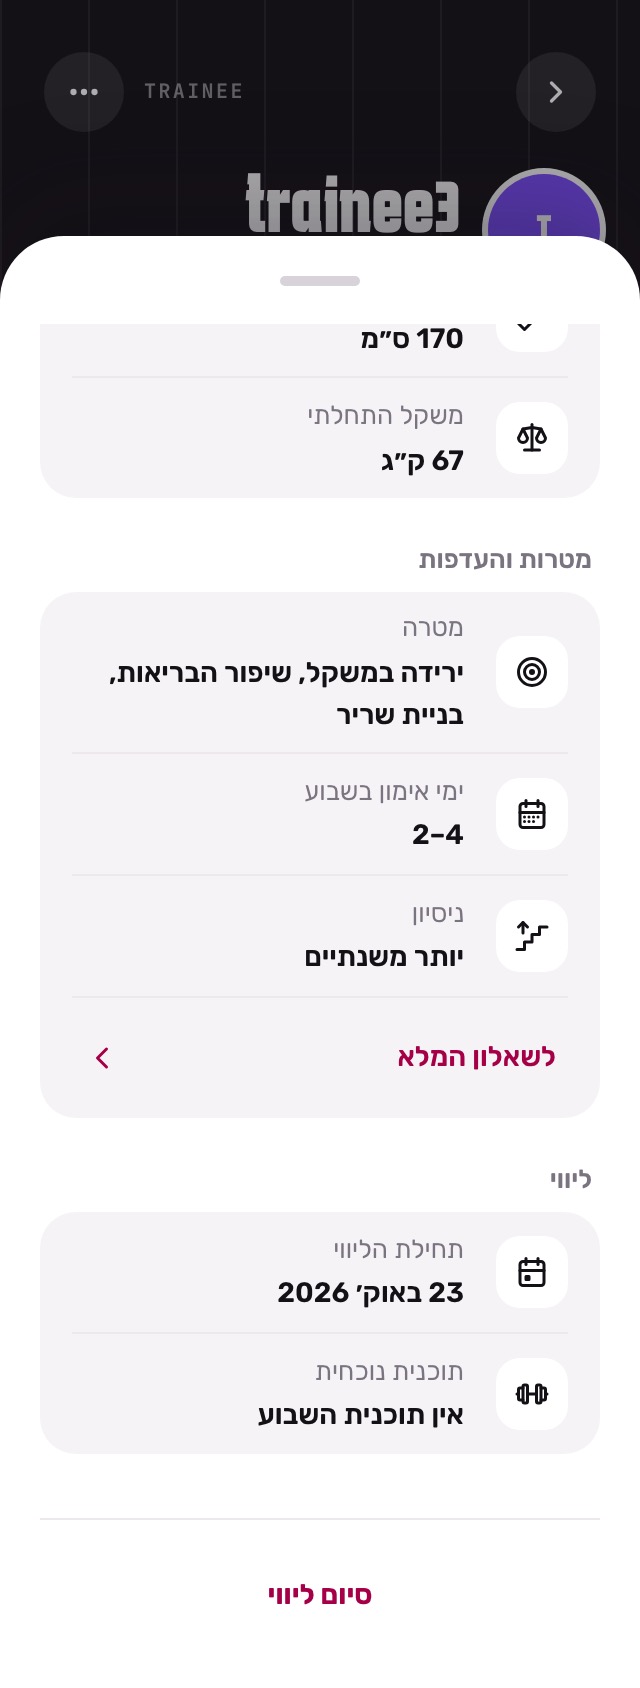 TRAINEE
trainee3
T
170 ס״מ
משקל התחלתי
67 ק״ג
מטרות והעדפות
מטרה
ירידה במשקל, שיפור הבריאות,
בניית שריר
ימי אימון בשבוע
2–4
ניסיון
יותר משנתיים
לשאלון המלא
ליווי
תחילת הליווי
23 באוק׳ 2026
תוכנית נוכחית
אין תוכנית השבוע
סיום ליווי